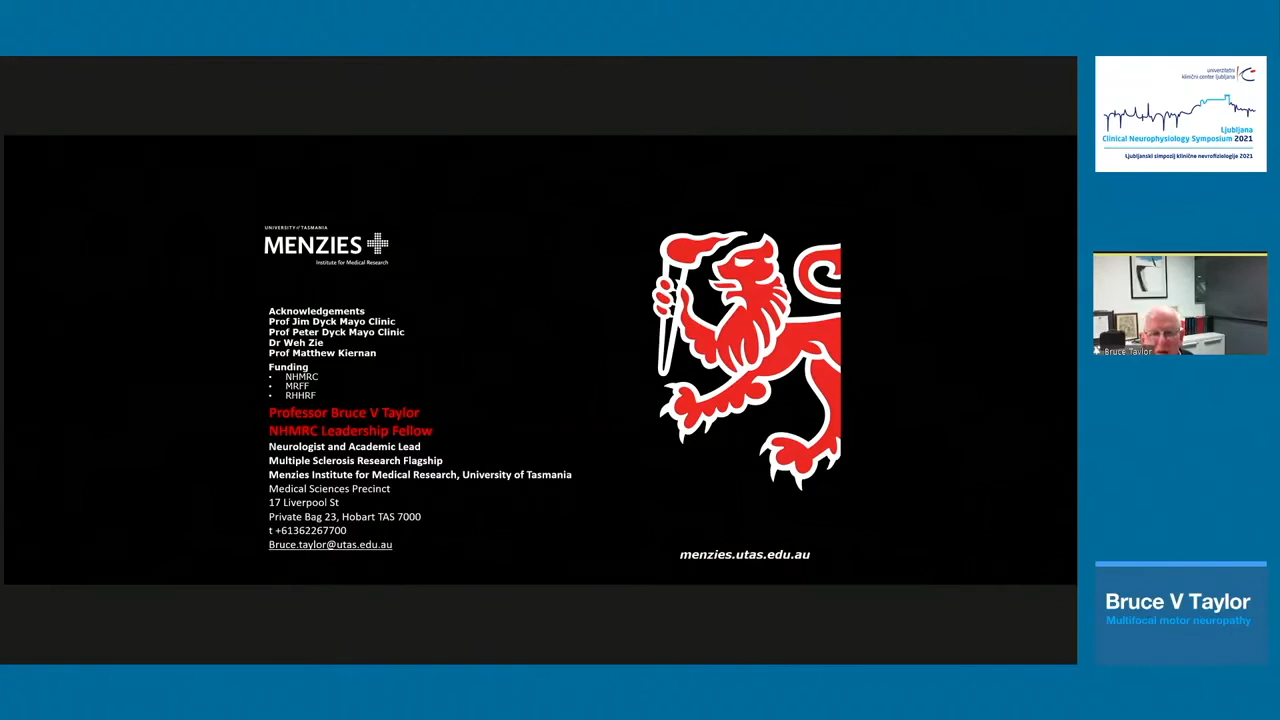 UNIVERSITY of TASMANIA
MENZIES
Institute for Medical Research
Acknowledgements
Prof Jim Dyck Mayo Clinic
Prof Peter Dyck Mayo Clinic
Dr Weh Zie
Prof Matthew Kiernan
Funding
• NHMRC
• MRFF
• RHHRF
Professor Bruce V Taylor
NHMRC Leadership Fellow
Neurologist and Academic Lead
Multiple Sclerosis Research Flagship
Menzies Institute for Medical Research, University of Tasmania
Medical Sciences Precinct
17 Liverpool St
Private Bag 23, Hobart TAS 7000
t +61362267700
Bruce.taylor@utas.edu.au
menzies.utas.edu.au
univerzitetni
klinični center ljubljana
Ljubljana
Clinical Neurophysiology Symposium 2021
Ljubljanski simpozij klinične nevrofiziologije 2021
Bruce Taylor
Bruce V Taylor
Multifocal motor neuropathy